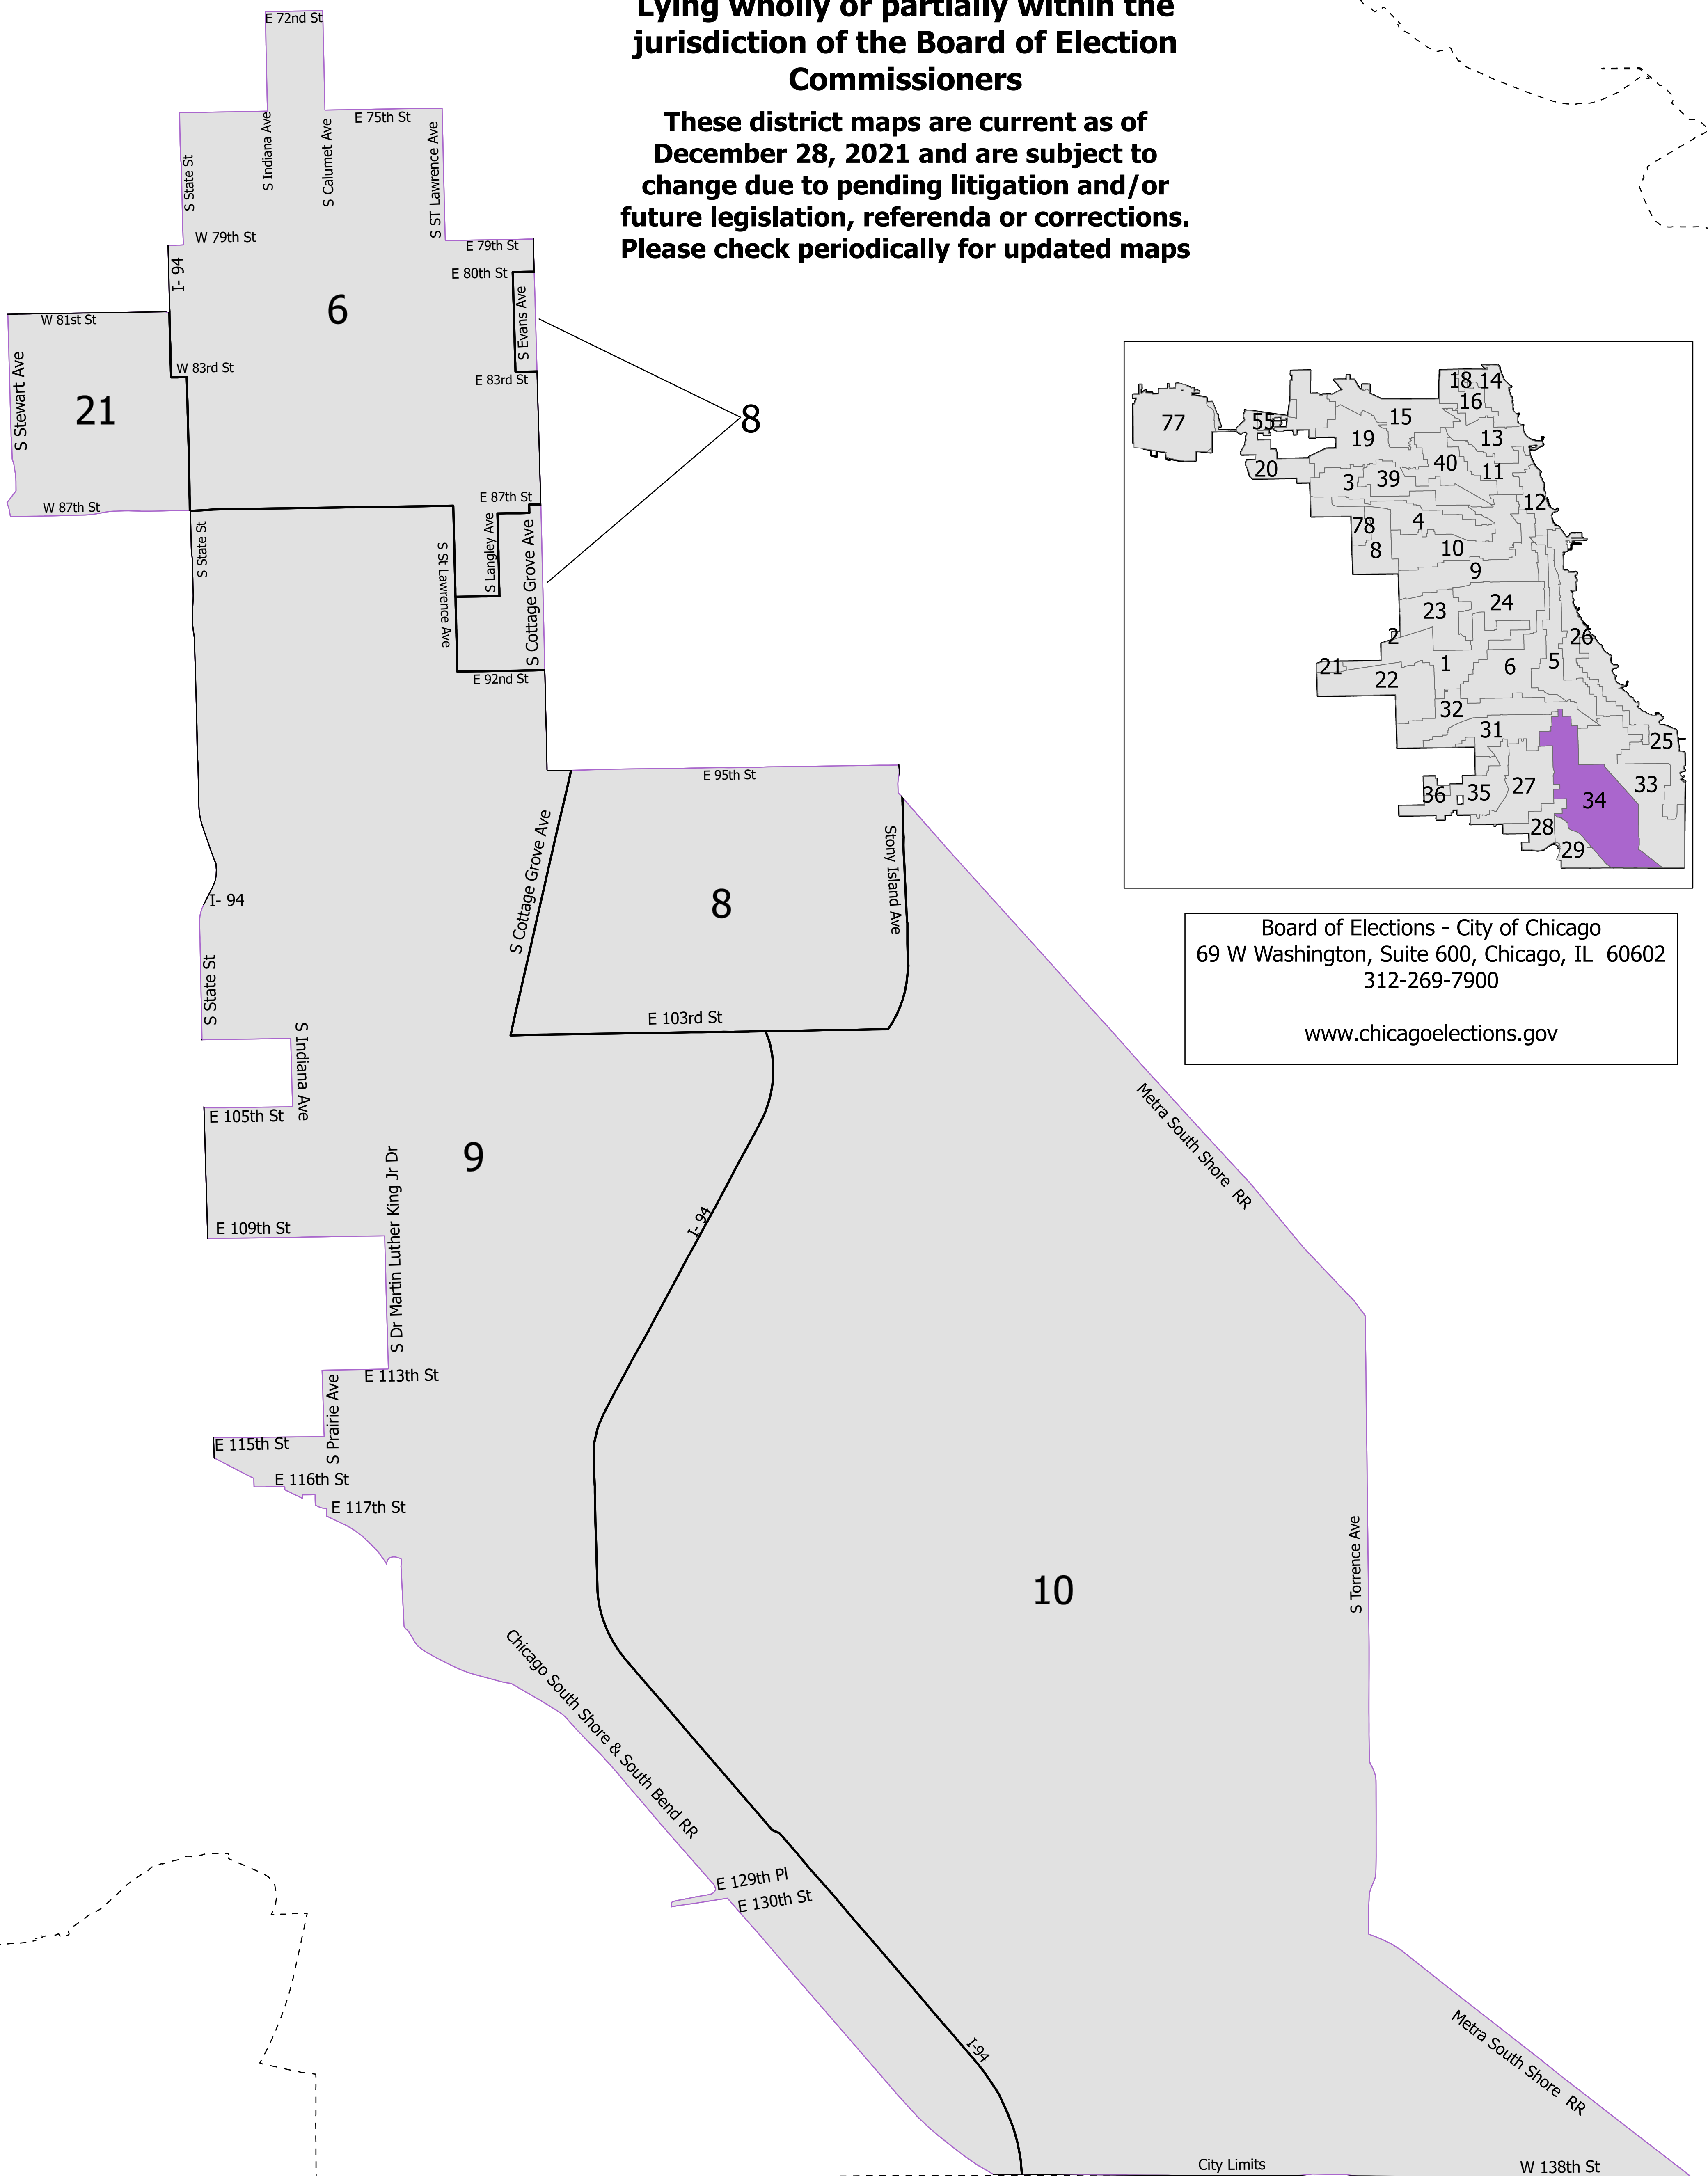 Lying wholly or partially within the
jurisdiction of the Board of Election
Commissioners
These district maps are current as of
December 28, 2021 and are subject to
change due to pending litigation and/or
future legislation, referenda or corrections.
Please check periodically for updated maps
E 72nd St
S Indiana Ave
S Calumet Ave
E 75th St
S ST Lawrence Ave
S State St
W 79th St
E 79th St
I- 94
E 80th St
6
S Evans Ave
W 81st St
W 83rd St
E 83rd St
S Stewart Ave
21
8
W 87th St
E 87th St
S State St
S St Lawrence Ave
S Langley Ave
S Cottage Grove Ave
E 92nd St
E 95th St
S Cottage Grove Ave
8
Stony Island Ave
I- 94
S State St
E 103rd St
S Indiana Ave
E 105th St
9
Metra South Shore RR
E 109th St
S Dr Martin Luther King Jr Dr
I- 94
E 113th St
S Prairie Ave
E 115th St
E 116th St
E 117th St
10
S Torrence Ave
Chicago South Shore & South Bend RR
E 129th Pl
E 130th St
I-94
Metra South Shore RR
City Limits
W 138th St
77
55
18
14
16
15
19
13
20
40
11
3
39
12
78
4
8
10
9
23
24
2
26
21
1
6
5
22
32
31
25
36
35
27
34
33
28
29
Board of Elections - City of Chicago
69 W Washington, Suite 600, Chicago, IL 60602
312-269-7900
www.chicagoelections.gov